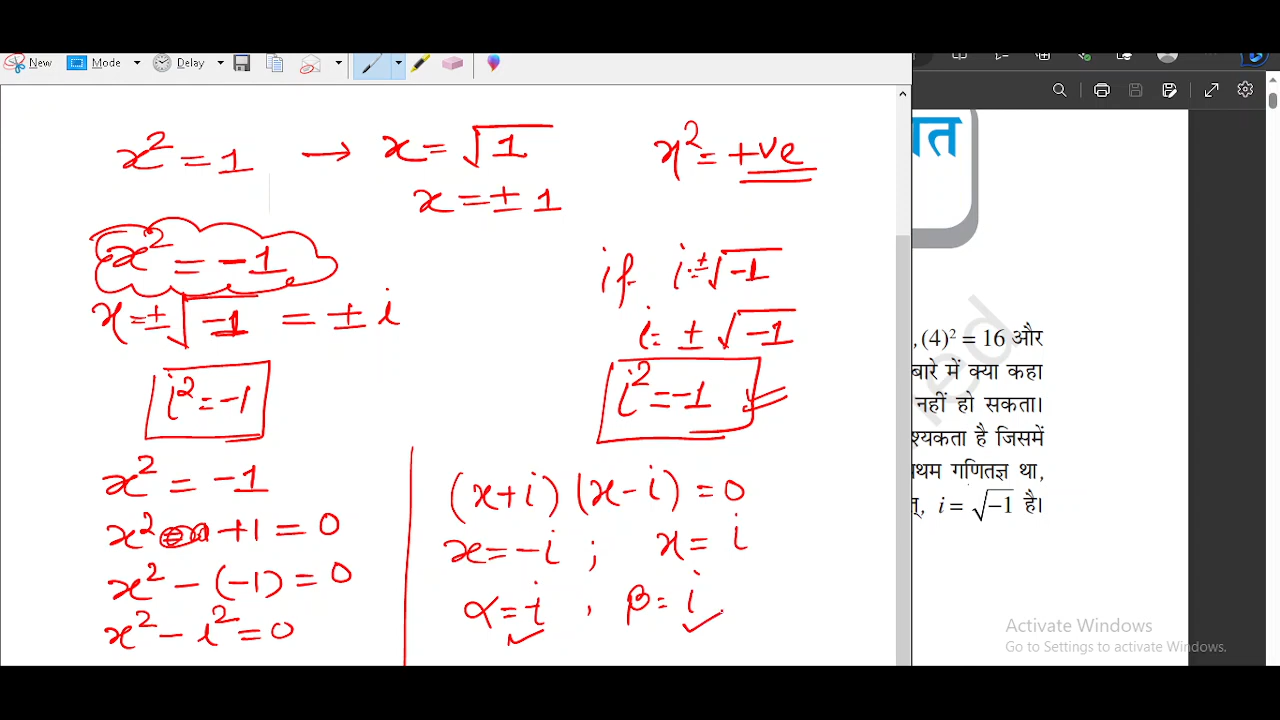 New Mode Delay
x² = 1 → x = √1 x² = +ve
x = ± 1
x² = -1
if i = ±√-1
x = ± √-1 = ± i
i = ± √-1
i² = -1 i² = -1
x² = -1
x² + 1 = 0
x² - (-1) = 0
x² - i² = 0
(x+i) (x-i) = 0
x = -i ; x = i
α = -i , β = i
त
, (4)² = 16 और
बारे में क्या कहा
नहीं हो सकता।
श्यकता है जिसमें
थम गणितज्ञ था,
त्, i = √-1 है।
ed
Activate Windows
Go to Settings to activate Windows.